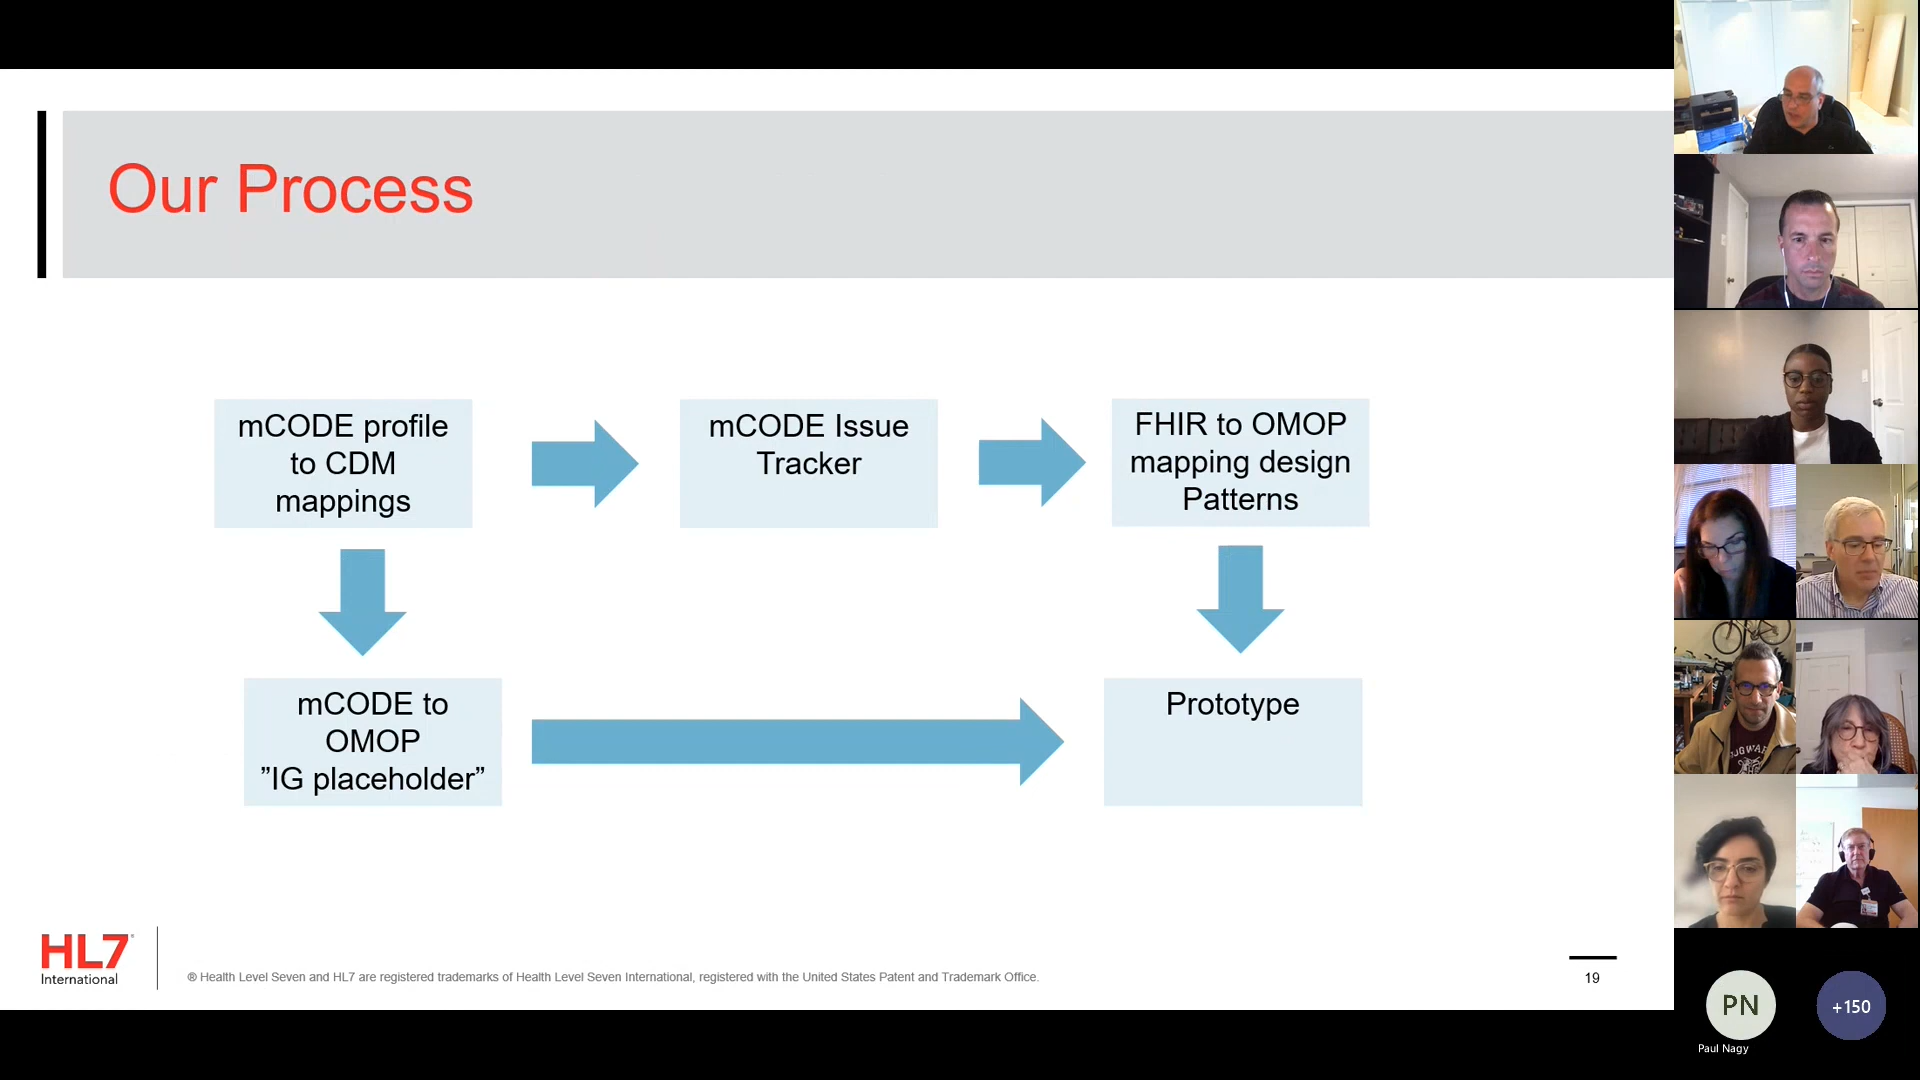 Our Process
mCODE profile
to CDM
mappings
mCODE Issue
Tracker
FHIR to OMOP
mapping design
Patterns
mCODE to
OMOP
”IG placeholder”
Prototype
HL7
International
® Health Level Seven and HL7 are registered trademarks of Health Level Seven International, registered with the United States Patent and Trademark Office.
19
PN
+150
Paul Nagy